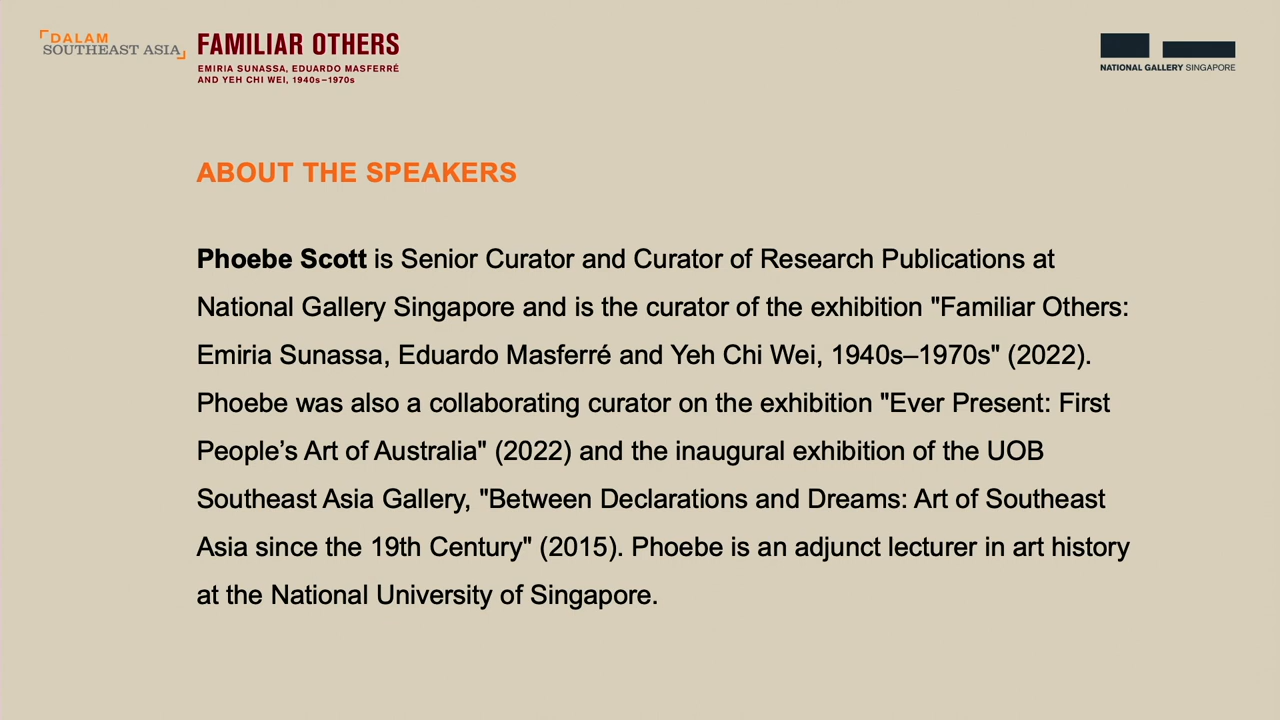 DALAM
SOUTHEAST ASIA
FAMILIAR OTHERS
EMIRIA SUNASSA, EDUARDO MASFERRÉ
AND YEH CHI WEI, 1940s–1970s
NATIONAL GALLERY SINGAPORE
ABOUT THE SPEAKERS
Phoebe Scott is Senior Curator and Curator of Research Publications at
National Gallery Singapore and is the curator of the exhibition "Familiar Others:
Emiria Sunassa, Eduardo Masferré and Yeh Chi Wei, 1940s–1970s" (2022).
Phoebe was also a collaborating curator on the exhibition "Ever Present: First
People’s Art of Australia" (2022) and the inaugural exhibition of the UOB
Southeast Asia Gallery, "Between Declarations and Dreams: Art of Southeast
Asia since the 19th Century" (2015). Phoebe is an adjunct lecturer in art history
at the National University of Singapore.